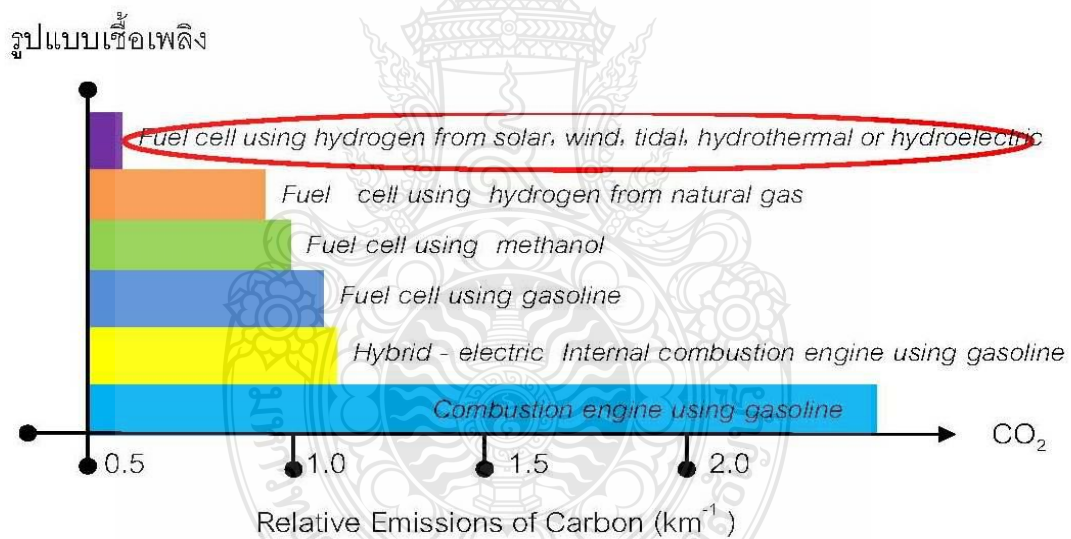 รูปแบบเชื้อเพลิง
Fuel cell using hydrogen from solar, wind, tidal, hydrothermal or hydroelectric
Fuel cell using hydrogen from natural gas
Fuel cell using methanol
Fuel cell using gasoline
Hybrid - electric Internal combustion engine using gasoline
Combustion engine using gasoline
CO₂
0.5 1.0 1.5 2.0
Relative Emissions of Carbon (km⁻¹)